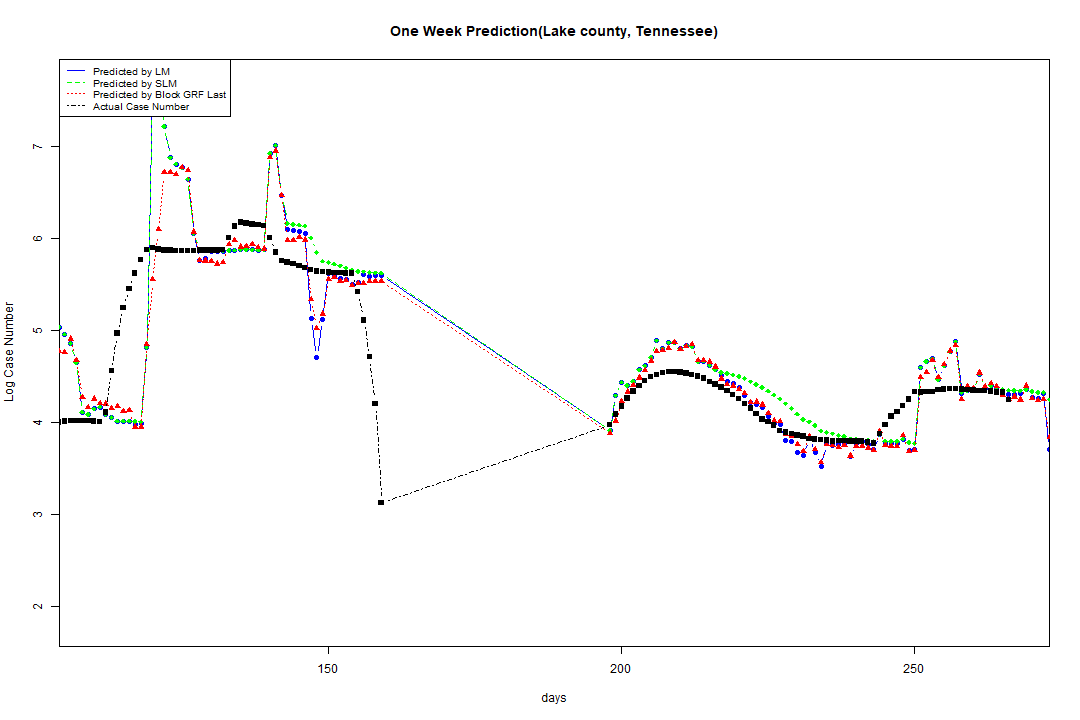 One Week Prediction(Lake county, Tennessee)
Predicted by LM
Predicted by SLM
Predicted by Block GRF Last
Actual Case Number
7
6
5
4
3
2
Log Case Number
150
200
250
days